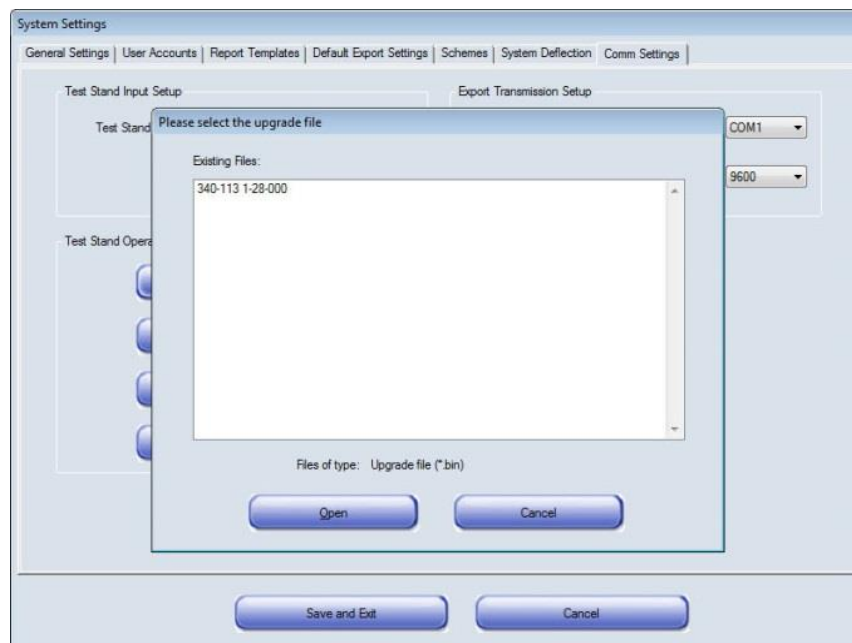 System Settings
General Settings
User Accounts
Report Templates
Default Export Settings
Schemes
System Deflection
Comm Settings
Test Stand Input Setup
Export Transmission Setup
Test Stand
COM1
9600
Test Stand Opera
Please select the upgrade file
Existing Files:
340-113 1-28-000
Files of type: Upgrade file (*.bin)
Open
Cancel
Save and Exit
Cancel